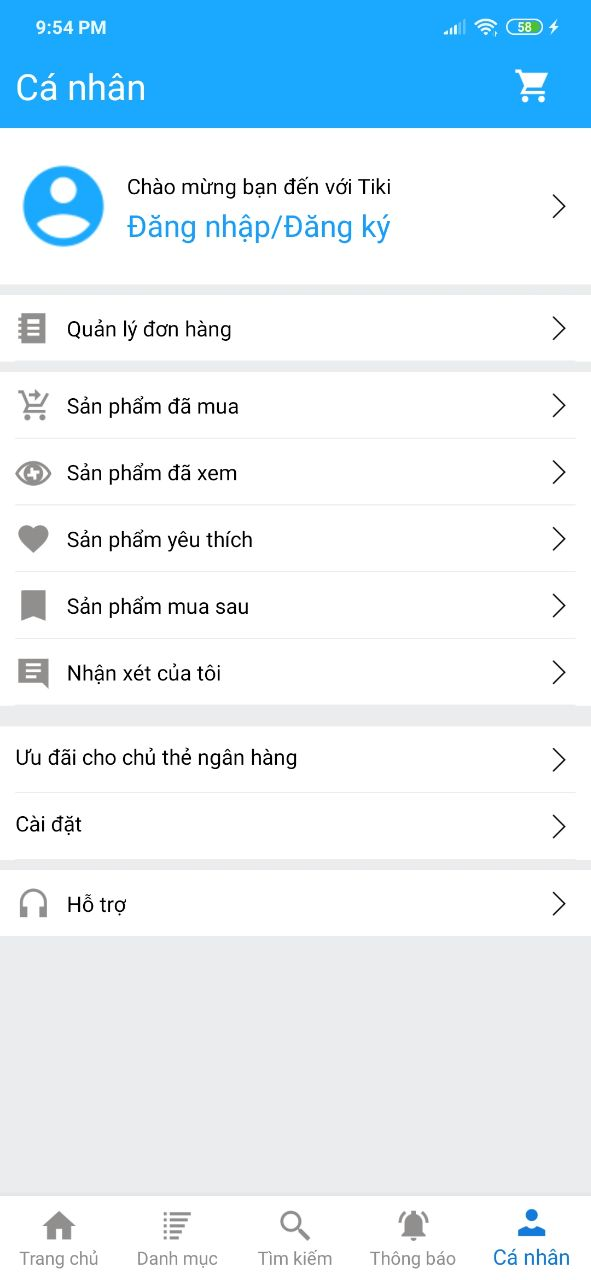 9:54 PM
58
Cá nhân
Chào mừng bạn đến với Tiki
Đăng nhập/Đăng ký
Quản lý đơn hàng
Sản phẩm đã mua
Sản phẩm đã xem
Sản phẩm yêu thích
Sản phẩm mua sau
Nhận xét của tôi
Ưu đãi cho chủ thẻ ngân hàng
Cài đặt
Hỗ trợ
Trang chủ
Danh mục
Tìm kiếm
Thông báo
Cá nhân